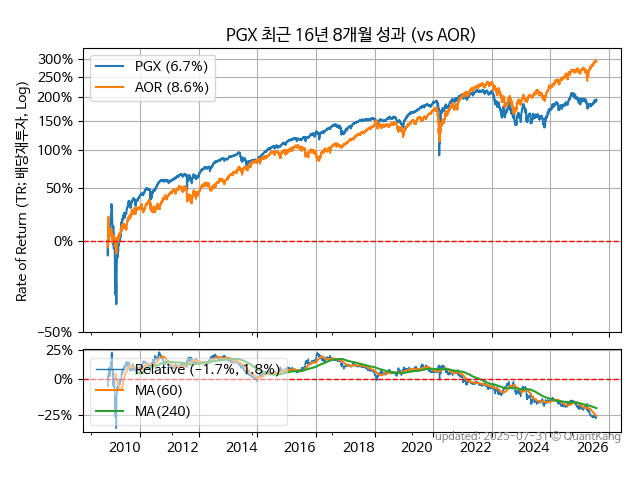 PGX 최근 16년 8개월 성과 (vs AOR)
Rate of Return (TR: 배당재투자, Log)
300%
250%
200%
150%
100%
50%
0%
−50%
PGX (6.7%)
AOR (8.6%)
25%
0%
−25%
Relative (−1.7%, 1.8%)
MA(60)
MA(240)
2010 2012 2014 2016 2018 2020 2022 2024 2026
updated: 2025-07-31 © QuantKang